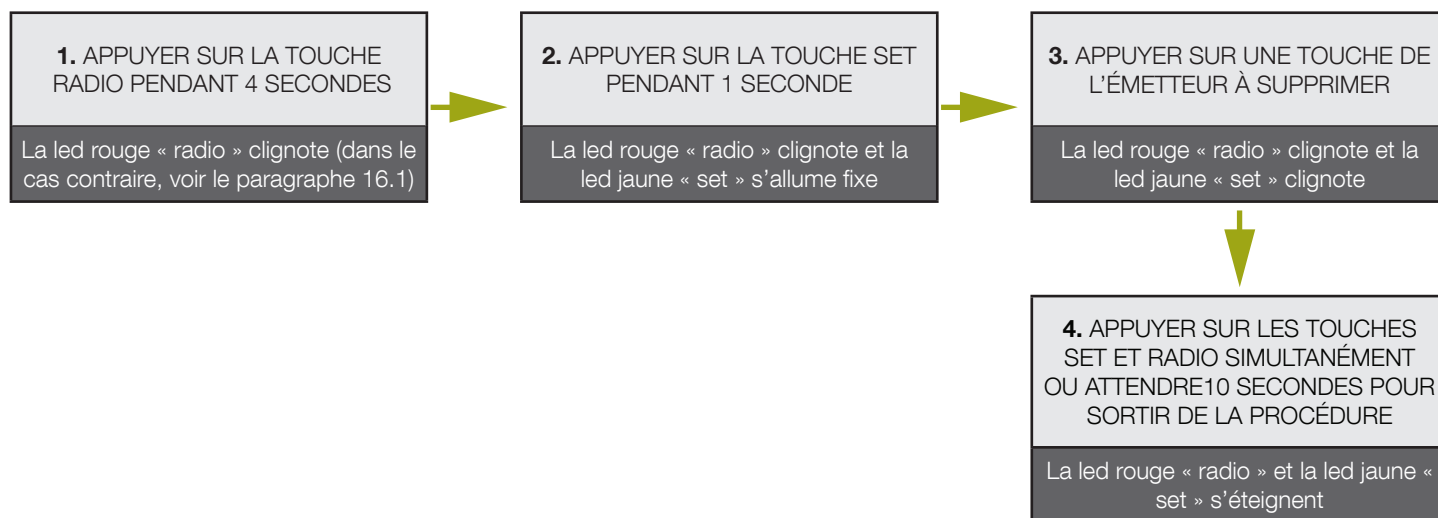 1. APPUYER SUR LA TOUCHE
RADIO PENDANT 4 SECONDES
La led rouge « radio » clignote (dans le
cas contraire, voir le paragraphe 16.1)
2. APPUYER SUR LA TOUCHE SET
PENDANT 1 SECONDE
La led rouge « radio » clignote et la
led jaune « set » s’allume fixe
3. APPUYER SUR UNE TOUCHE DE
L’ÉMETTEUR À SUPPRIMER
La led rouge « radio » clignote et la
led jaune « set » clignote
4. APPUYER SUR LES TOUCHES
SET ET RADIO SIMULTANÉMENT
OU ATTENDRE10 SECONDES POUR
SORTIR DE LA PROCÉDURE
La led rouge « radio » et la led jaune «
set » s’éteignent